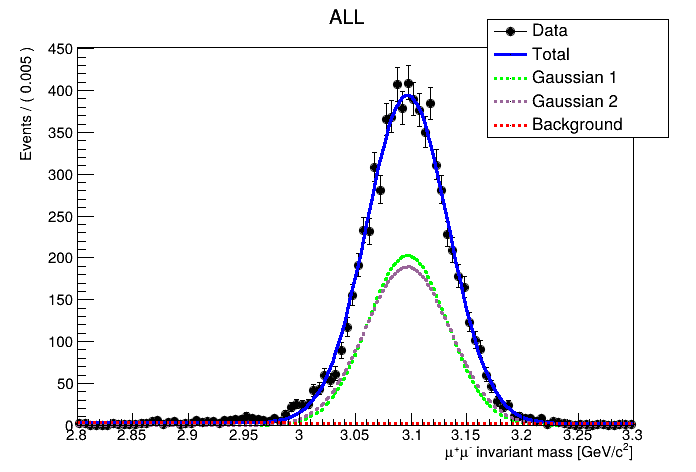 ALL
Data
Total
Gaussian 1
Gaussian 2
Background
Events / ( 0.005 )
450
400
350
300
250
200
150
100
50
0
2.8 2.85 2.9 2.95 3 3.05 3.1 3.15 3.2 3.25 3.3
μ⁺μ⁻ invariant mass [GeV/c²]